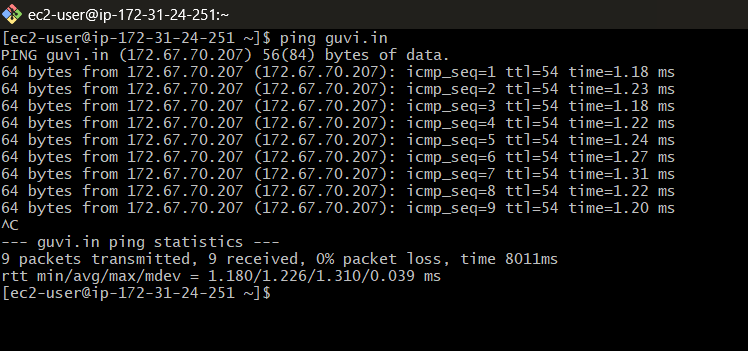 ec2-user@ip-172-31-24-251:~
[ec2-user@ip-172-31-24-251 ~]$ ping guvi.in
PING guvi.in (172.67.70.207) 56(84) bytes of data.
64 bytes from 172.67.70.207 (172.67.70.207): icmp_seq=1 ttl=54 time=1.18 ms
64 bytes from 172.67.70.207 (172.67.70.207): icmp_seq=2 ttl=54 time=1.23 ms
64 bytes from 172.67.70.207 (172.67.70.207): icmp_seq=3 ttl=54 time=1.18 ms
64 bytes from 172.67.70.207 (172.67.70.207): icmp_seq=4 ttl=54 time=1.22 ms
64 bytes from 172.67.70.207 (172.67.70.207): icmp_seq=5 ttl=54 time=1.24 ms
64 bytes from 172.67.70.207 (172.67.70.207): icmp_seq=6 ttl=54 time=1.27 ms
64 bytes from 172.67.70.207 (172.67.70.207): icmp_seq=7 ttl=54 time=1.31 ms
64 bytes from 172.67.70.207 (172.67.70.207): icmp_seq=8 ttl=54 time=1.22 ms
64 bytes from 172.67.70.207 (172.67.70.207): icmp_seq=9 ttl=54 time=1.20 ms
^C
--- guvi.in ping statistics ---
9 packets transmitted, 9 received, 0% packet loss, time 8011ms
rtt min/avg/max/mdev = 1.180/1.226/1.310/0.039 ms
[ec2-user@ip-172-31-24-251 ~]$